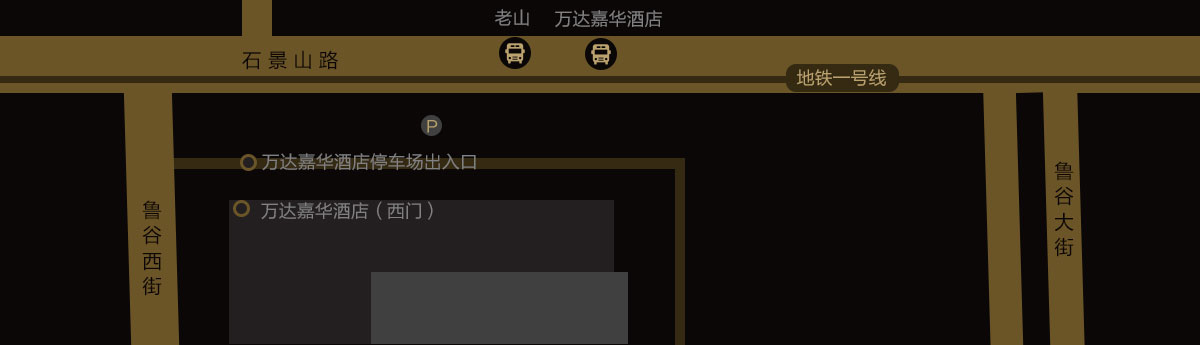 老山
万达嘉华酒店
石景山路
地铁一号线
P
万达嘉华酒店停车场出入口
万达嘉华酒店（西门）
鲁谷西街
鲁谷大街